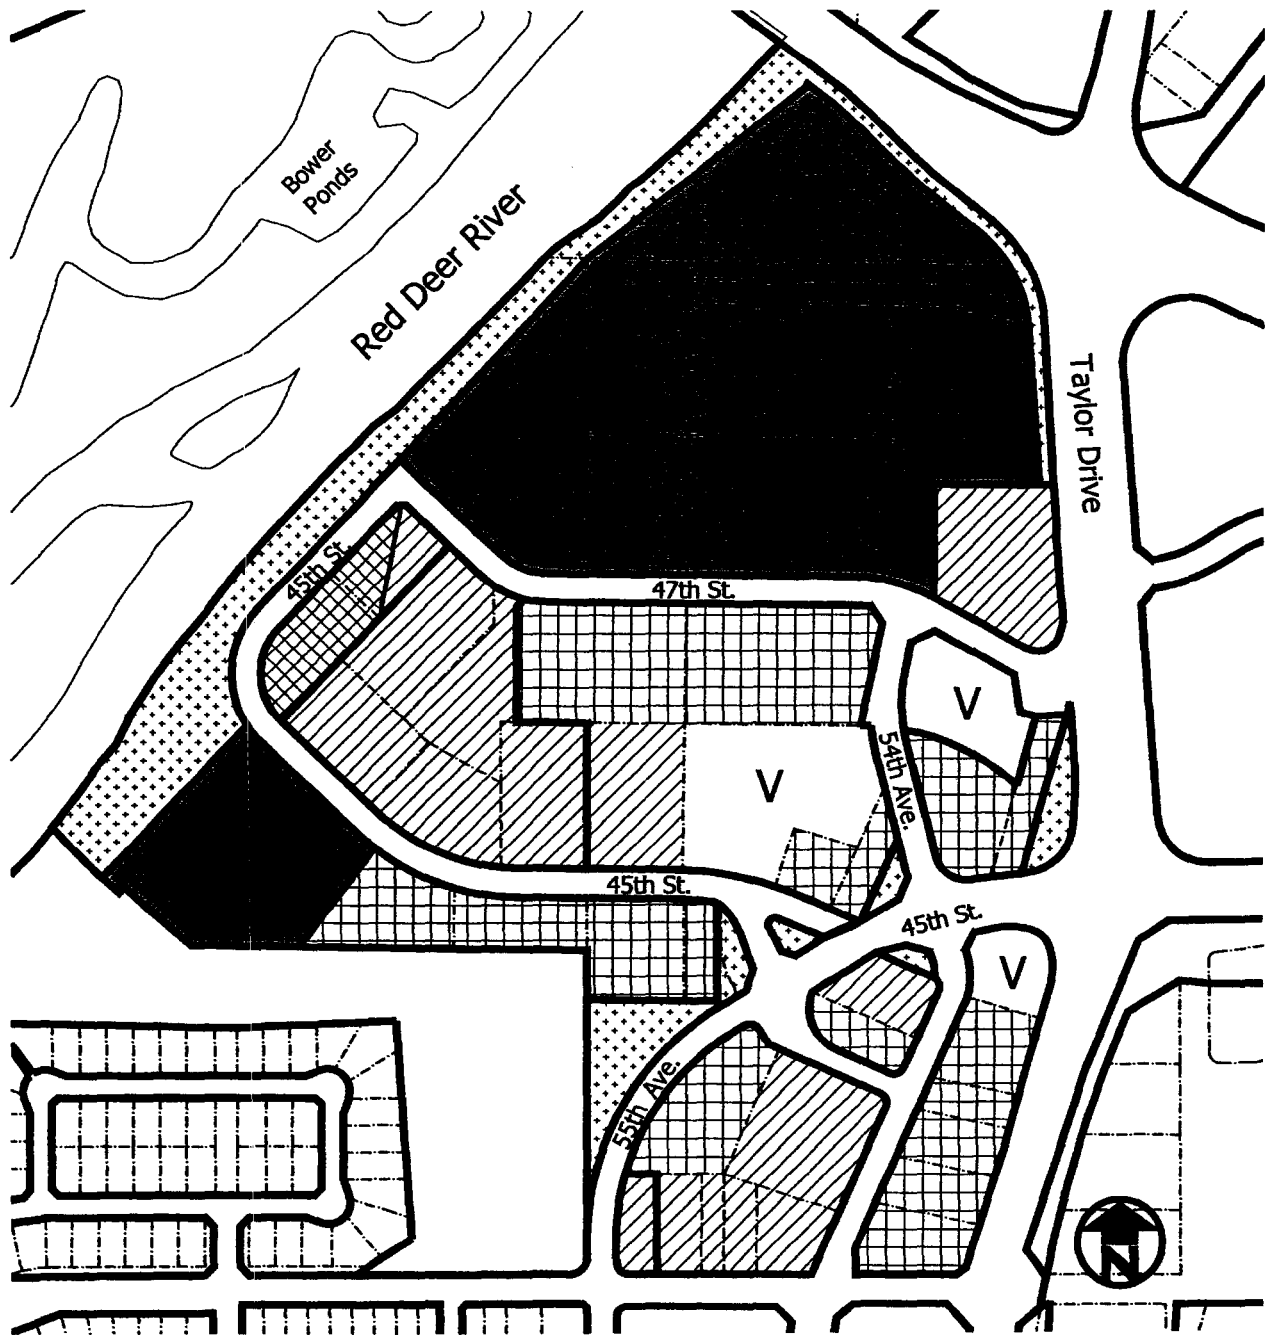 Bower
Ponds
Red Deer River
Taylor Drive
45th St.
47th St.
V
54th Ave.
V
45th St.
45th St.
V
55th Ave.
N